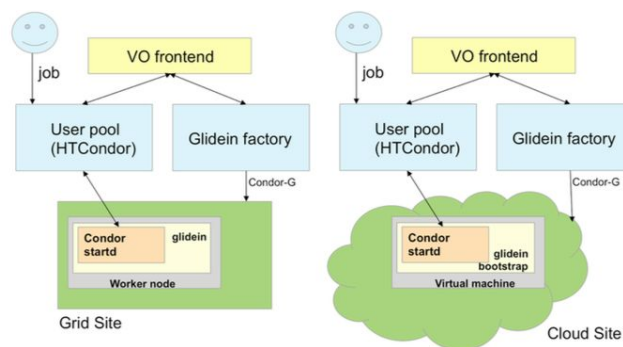 VO frontend
job
User pool
(HTCondor)
Glidein factory
Condor-G
Condor
startd
glidein
Worker node
Grid Site
VO frontend
job
User pool
(HTCondor)
Glidein factory
Condor-G
Condor
startd
glidein
bootstrap
Virtual machine
Cloud Site